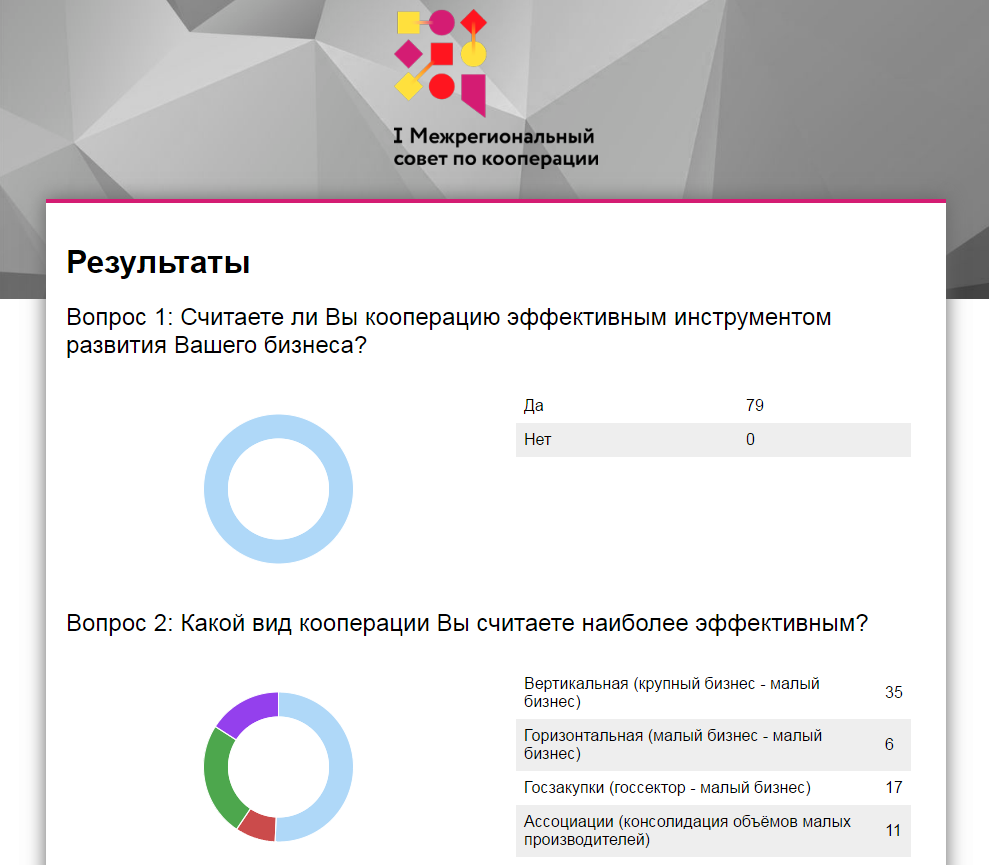 I Межрегиональный
совет по кооперации
Результаты
Вопрос 1: Считаете ли Вы кооперацию эффективным инструментом
развития Вашего бизнеса?
Да 79
Нет 0
Вопрос 2: Какой вид кооперации Вы считаете наиболее эффективным?
Вертикальная (крупный бизнес - малый
бизнес) 35
Горизонтальная (малый бизнес - малый
бизнес) 6
Госзакупки (госсектор - малый бизнес) 17
Ассоциации (консолидация объёмов малых
производителей) 11